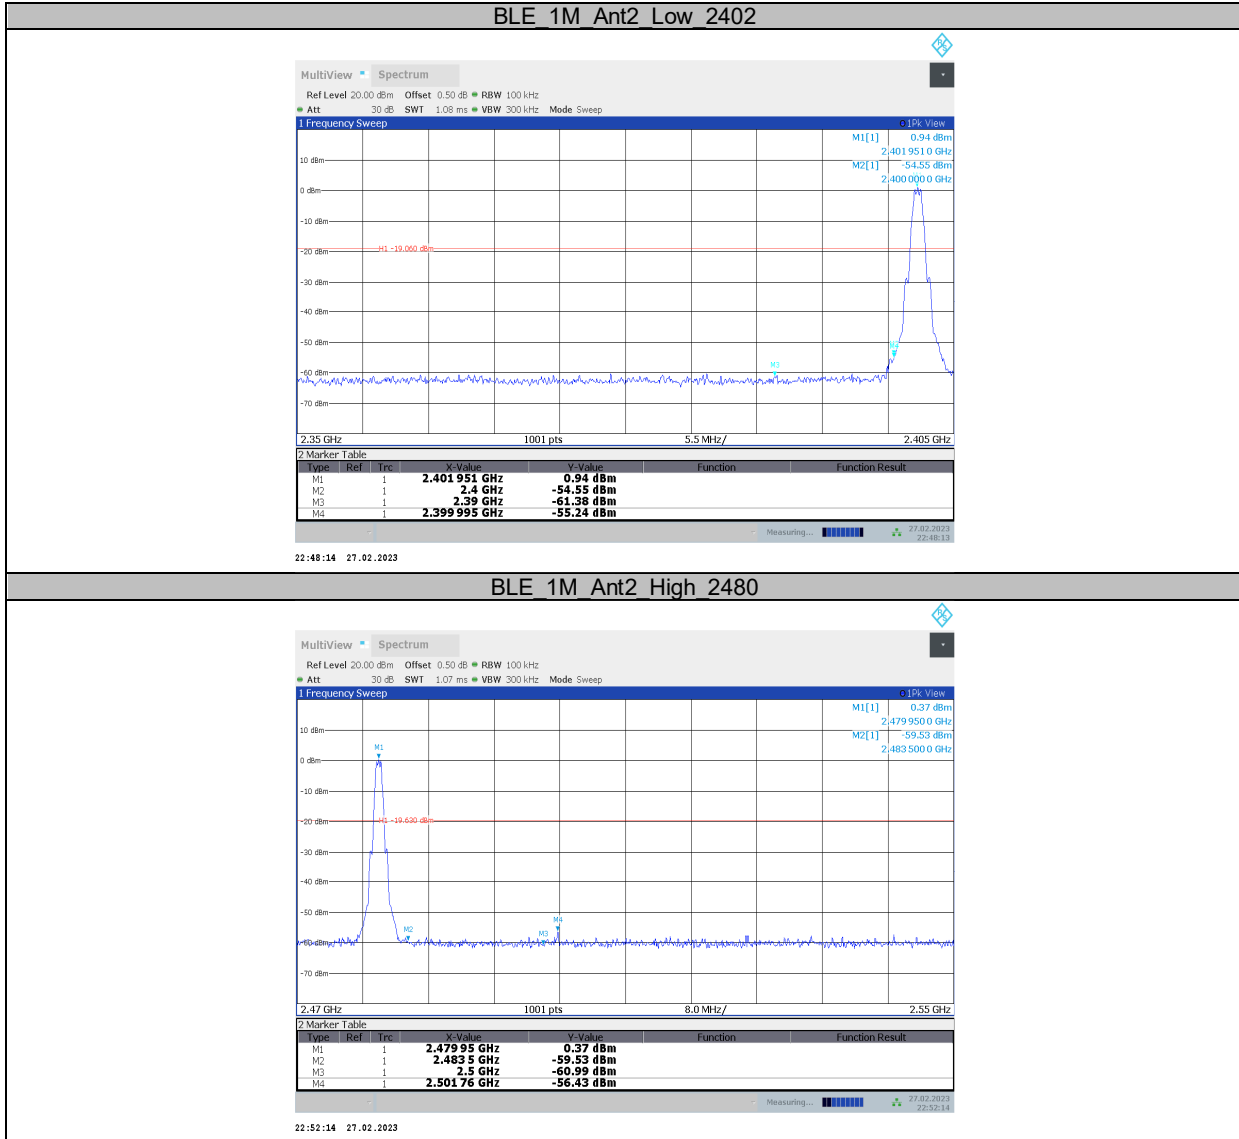 BLE_1M_Ant2_Low_2402
MultiView Spectrum
Ref Level 20.00 dBm Offset 0.50 dB RBW 100 kHz
Att 30 dB SWT 1.08 ms VBW 300 kHz Mode Sweep
1 Frequency Sweep 1Pk View
M1[1] 0.94 dBm
2.401 951 0 GHz
M2[1] -54.55 dBm
2.400 000 0 GHz
10 dBm
0 dBm
-10 dBm
H1 -19.060 dBm
-20 dBm
-30 dBm
-40 dBm
-50 dBm
M4
M3
-60 dBm
-70 dBm
2.35 GHz 1001 pts 5.5 MHz/ 2.405 GHz
2 Marker Table
Type Ref Trc X-Value Y-Value Function Function Result
M1 1 2.401 951 GHz 0.94 dBm
M2 1 2.4 GHz -54.55 dBm
M3 1 2.39 GHz -61.38 dBm
M4 1 2.399 995 GHz -55.24 dBm
Measuring... 27.02.2023
22:48:13
22:48:14 27.02.2023
BLE_1M_Ant2_High_2480
MultiView Spectrum
Ref Level 20.00 dBm Offset 0.50 dB RBW 100 kHz
Att 30 dB SWT 1.07 ms VBW 300 kHz Mode Sweep
1 Frequency Sweep 1Pk View
M1[1] 0.37 dBm
2.479 950 0 GHz
M2[1] -59.53 dBm
2.483 500 0 GHz
10 dBm
M1
0 dBm
-10 dBm
-20 dBm H1 -19.630 dBm
-30 dBm
-40 dBm
-50 dBm
M4
M2 M3
-60 dBm
-70 dBm
2.47 GHz 1001 pts 8.0 MHz/ 2.55 GHz
2 Marker Table
Type Ref Trc X-Value Y-Value Function Function Result
M1 1 2.479 95 GHz 0.37 dBm
M2 1 2.483 5 GHz -59.53 dBm
M3 1 2.5 GHz -60.99 dBm
M4 1 2.501 76 GHz -56.43 dBm
Measuring... 27.02.2023
22:52:14
22:52:14 27.02.2023